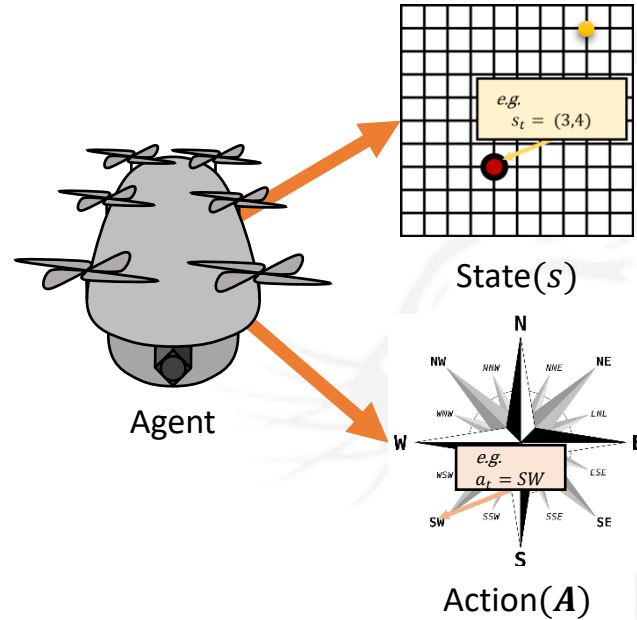 e.g.
s_t = (3,4)
State(s)
Agent
N
NW
NNW
NNE
NE
WNW
LNL
W
E
e.g.
a_t = SW
WSW
ESE
SW
SSW
SSE
SE
S
Action(A)